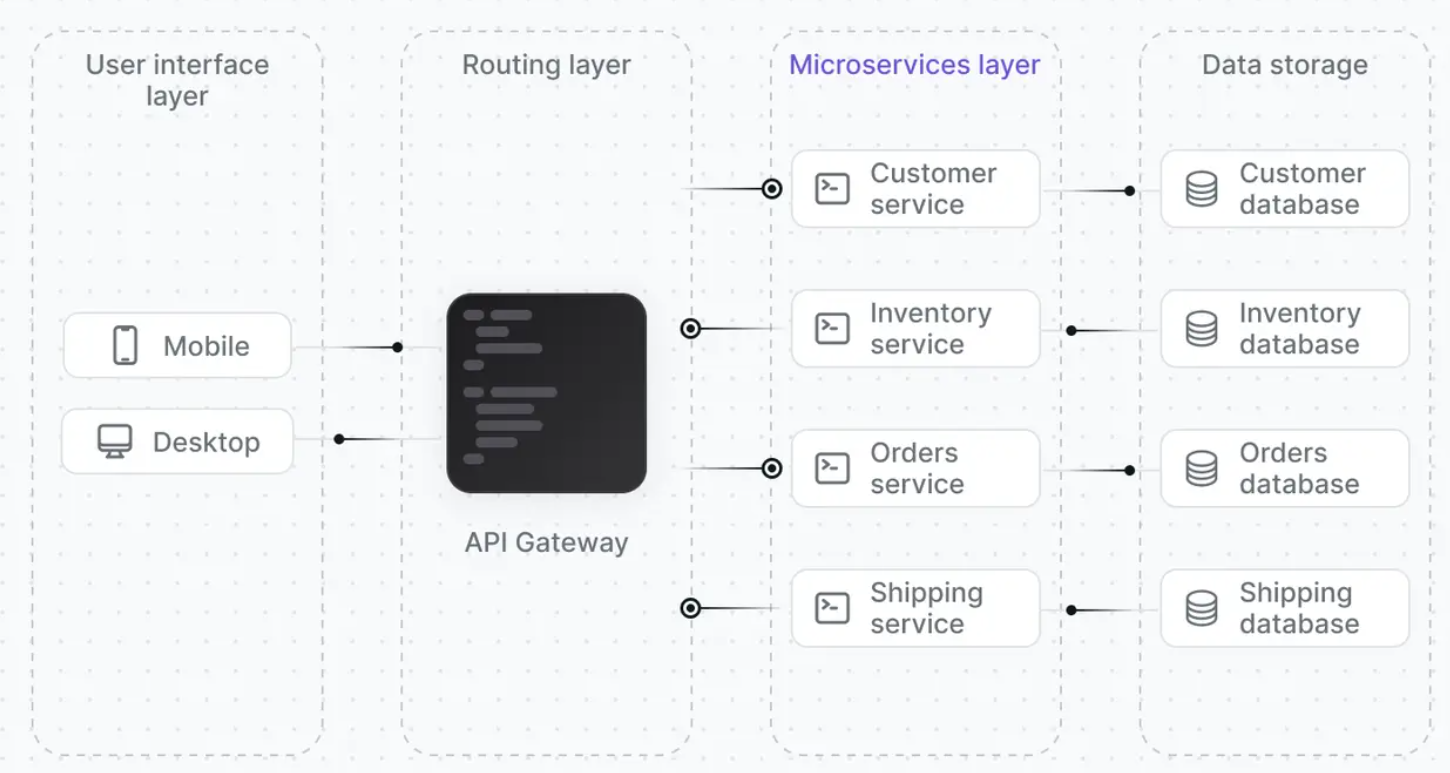 User interface
layer
Routing layer
Microservices layer
Data storage
Mobile
Desktop
API Gateway
Customer
service
Customer
database
Inventory
service
Inventory
database
Orders
service
Orders
database
Shipping
service
Shipping
database